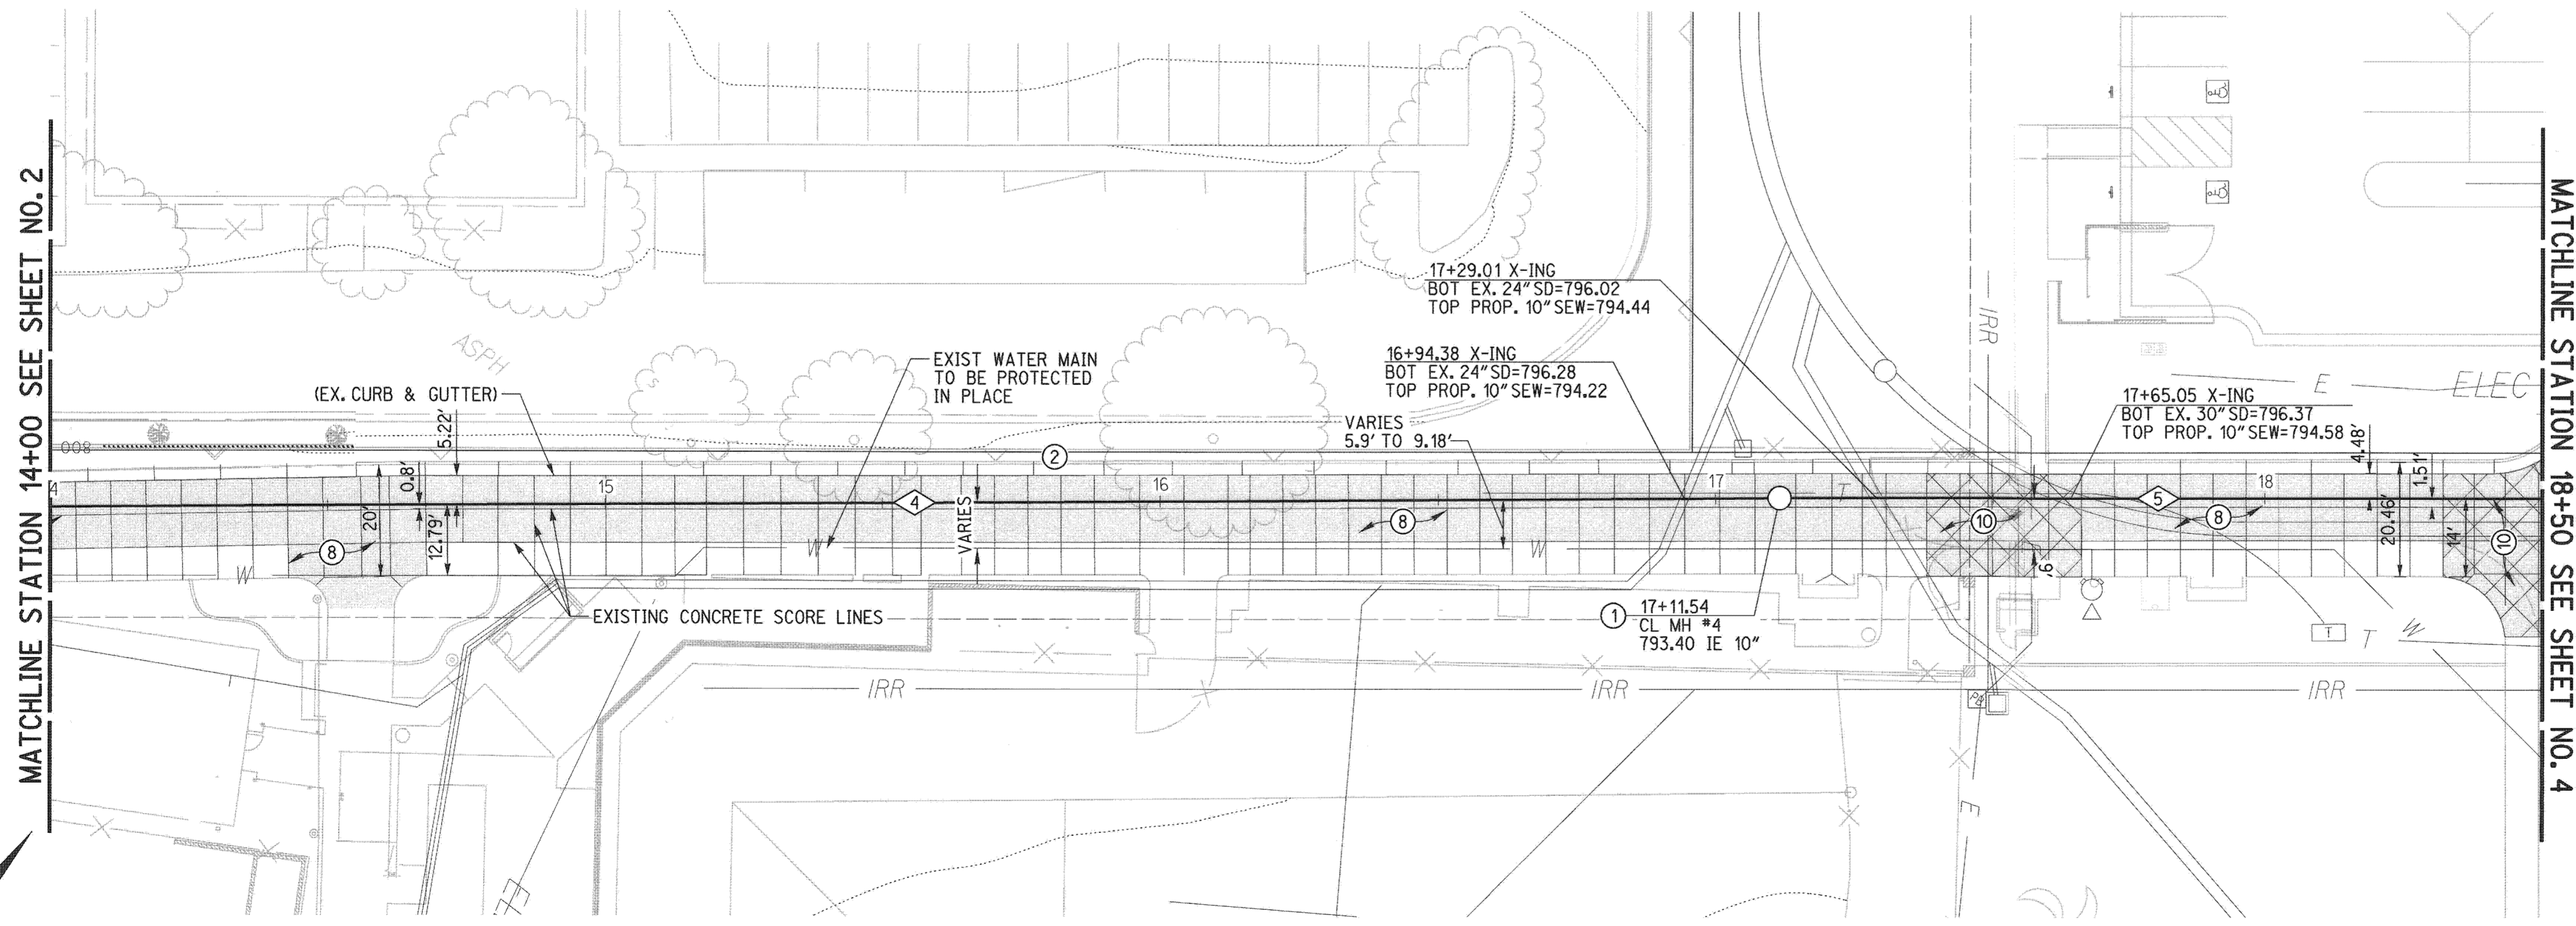 MATCHLINE STATION 14+00 SEE SHEET NO. 2
17+29.01 X-ING
BOT EX. 24" SD=796.02
TOP PROP. 10" SEW=794.44
IRR
ASPH
EXIST WATER MAIN
TO BE PROTECTED
IN PLACE
16+94.38 X-ING
BOT EX. 24" SD=796.28
TOP PROP. 10" SEW=794.22
(EX. CURB & GUTTER)
E
ELEC
17+65.05 X-ING
BOT EX. 30" SD=796.37
TOP PROP. 10" SEW=794.58
VARIES
5.9' TO 9.18'
5.22'
4.48'
800
2
0.8'
1.51'
4
15
16
17
18
T
4
5
20'
12.79'
VARIES
8
8
10
8
20.46'
14'
10
W
W
W
9'
EXISTING CONCRETE SCORE LINES
1
17+11.54
CL MH #4
793.40 IE 10"
T
T
W
IRR
IRR
IRR
E
E
MATCHLINE STATION 18+50 SEE SHEET NO. 4